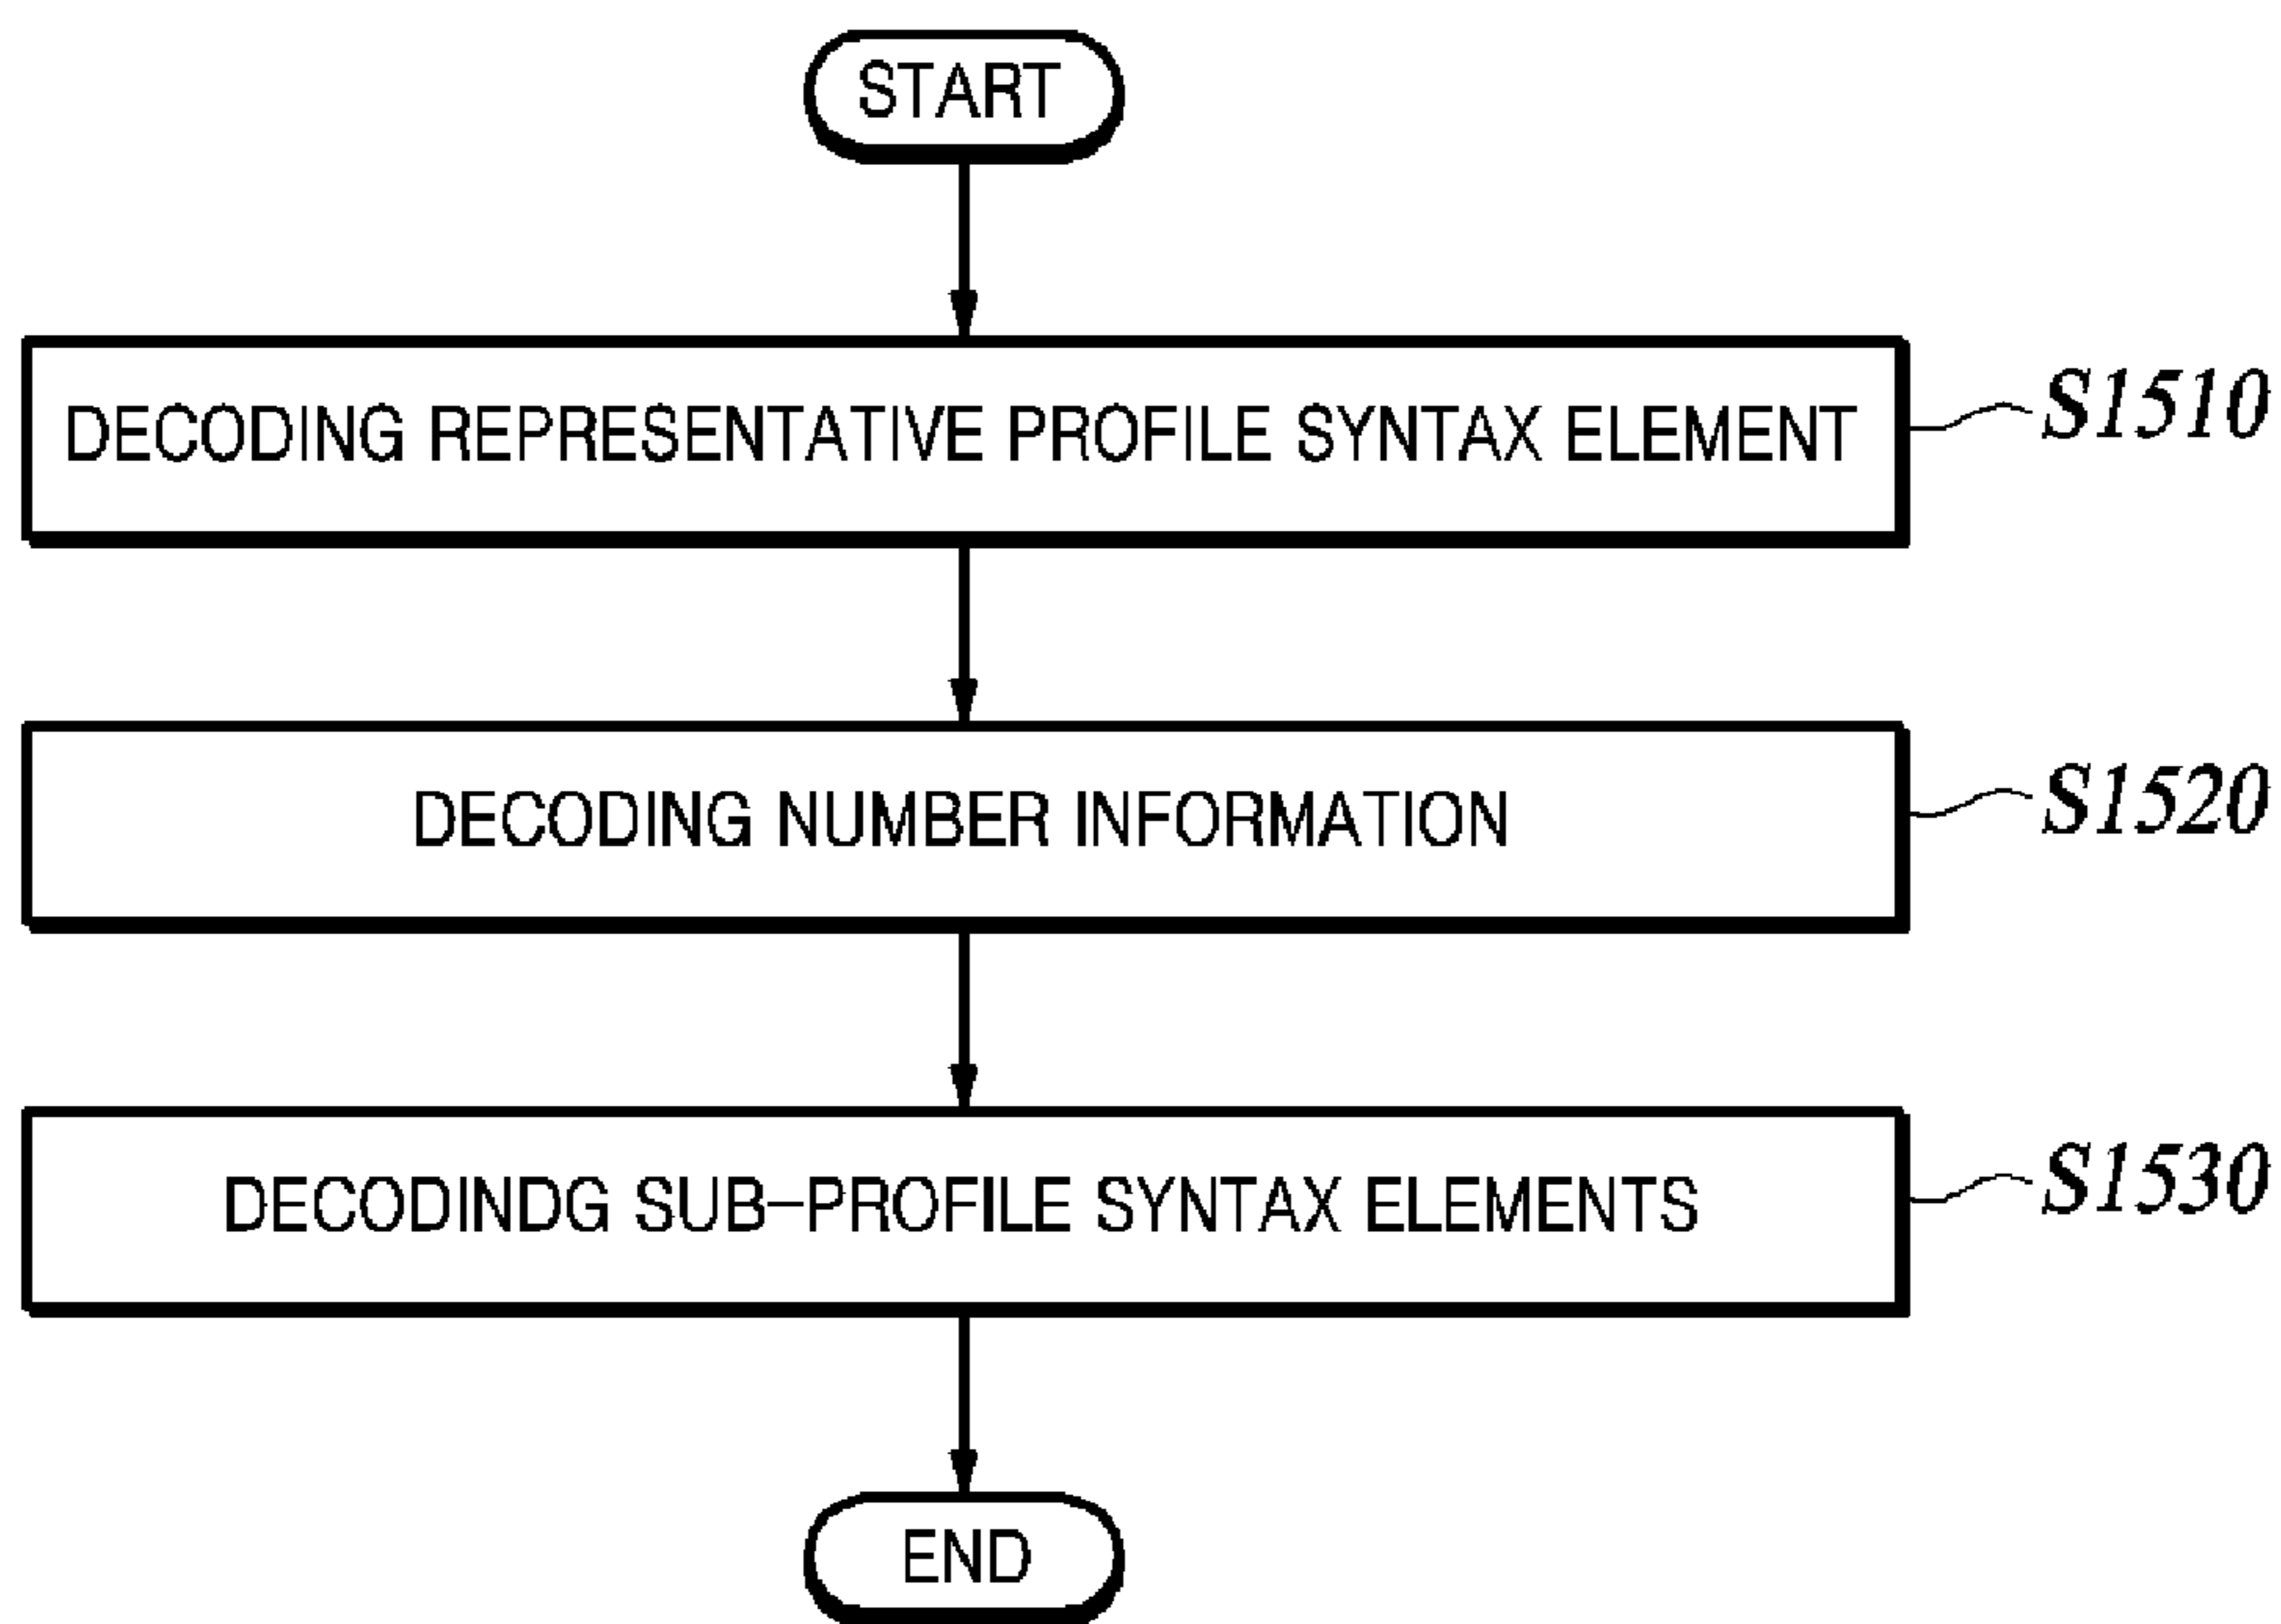 START
DECODING REPRESENTATIVE PROFILE SYNTAX ELEMENT
S1510
DECODING NUMBER INFORMATION
S1520
DECODINDG SUB-PROFILE SYNTAX ELEMENTS
S1530
END